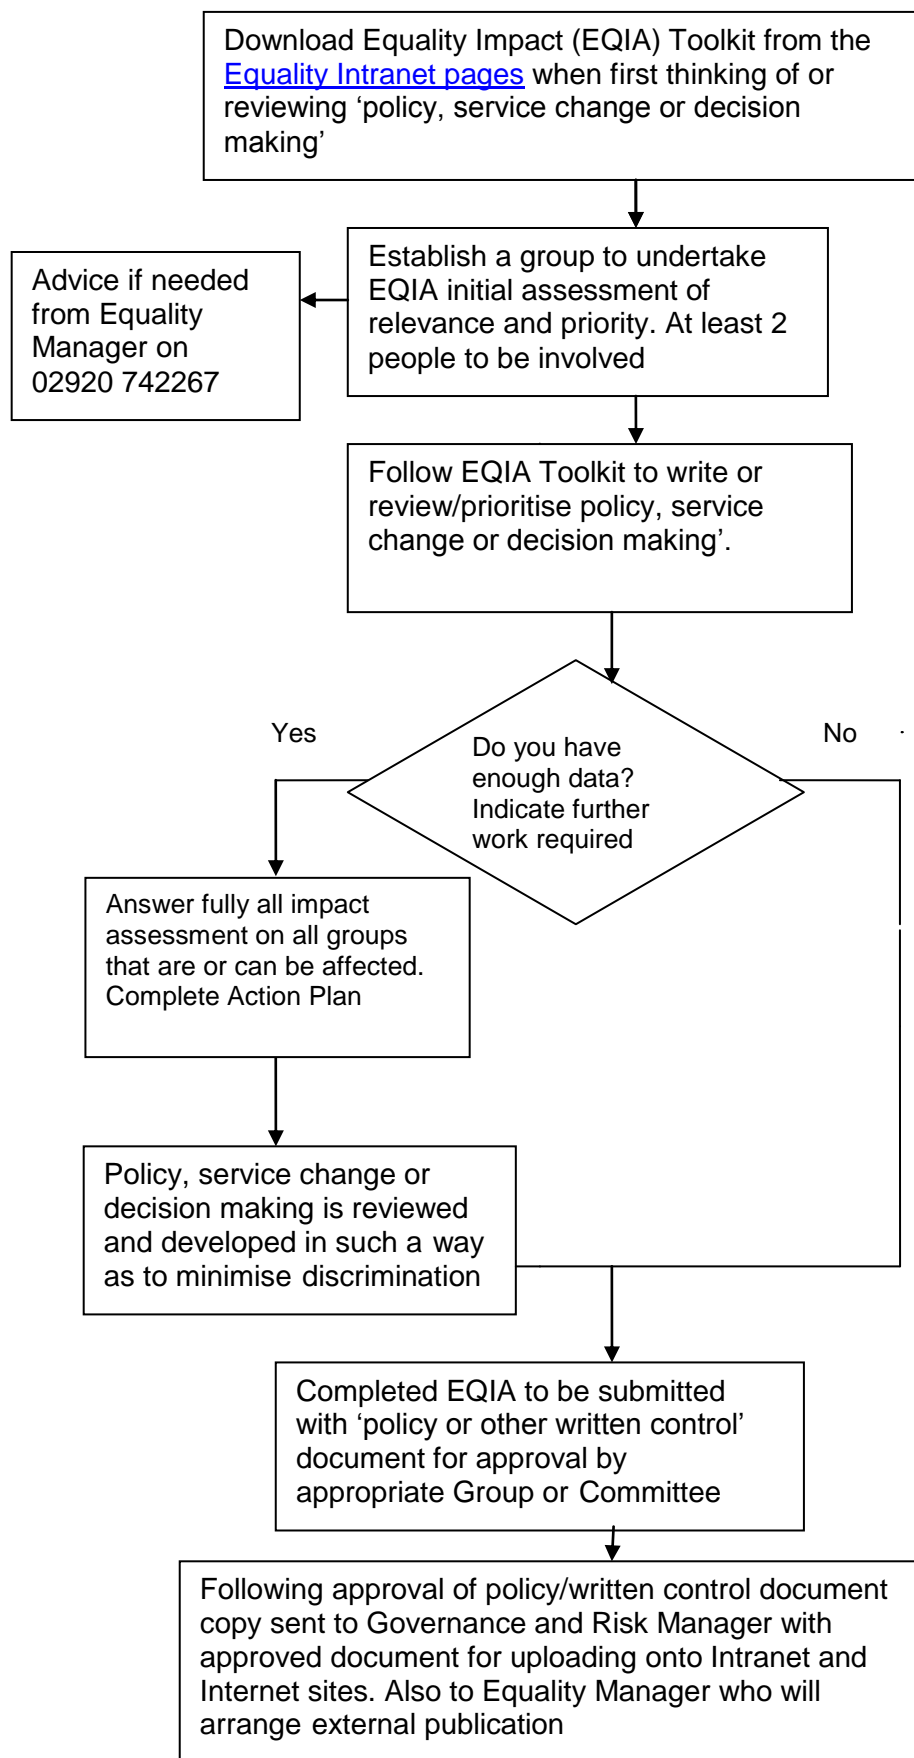 Download Equality Impact (EQIA) Toolkit from the
Equality Intranet pages when first thinking of or
reviewing ‘policy, service change or decision
making’
Establish a group to undertake
EQIA initial assessment of
relevance and priority. At least 2
people to be involved
Advice if needed
from Equality
Manager on
02920 742267
Follow EQIA Toolkit to write or
review/prioritise policy, service
change or decision making’.
Yes
No
Do you have
enough data?
Indicate further
work required
Answer fully all impact
assessment on all groups
that are or can be affected.
Complete Action Plan
Policy, service change or
decision making is reviewed
and developed in such a way
as to minimise discrimination
Completed EQIA to be submitted
with ‘policy or other written control’
document for approval by
appropriate Group or Committee
Following approval of policy/written control document
copy sent to Governance and Risk Manager with
approved document for uploading onto Intranet and
Internet sites. Also to Equality Manager who will
arrange external publication